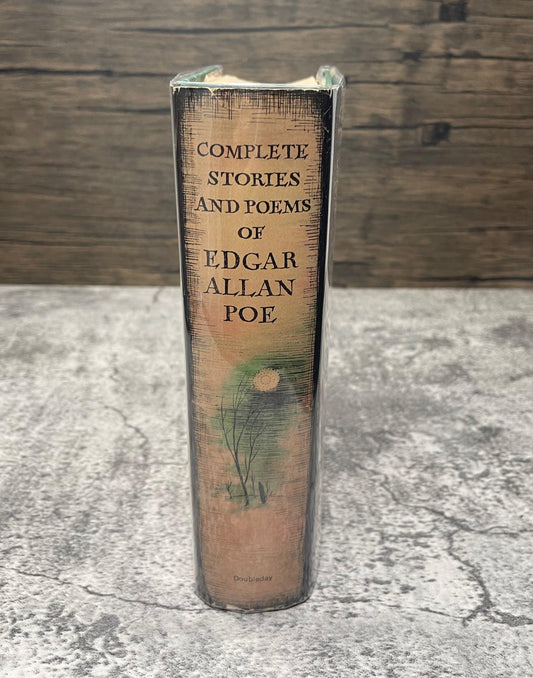 COMPLETE
STORIES
AND POEMS
OF
EDGAR
ALLAN
POE
Doubleday